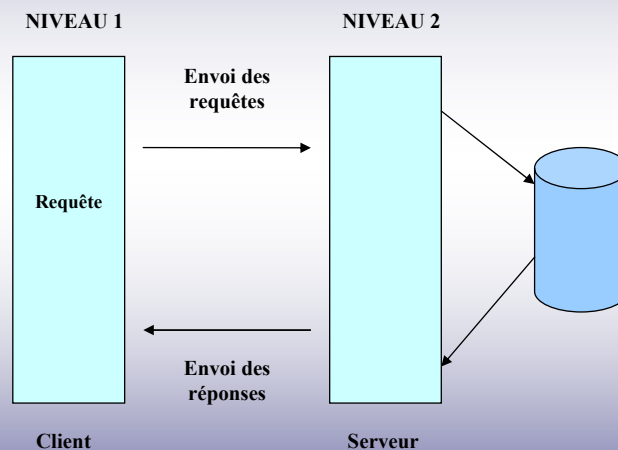 NIVEAU 1
NIVEAU 2
Envoi des
requêtes
Requête
Envoi des
réponses
Client
Serveur